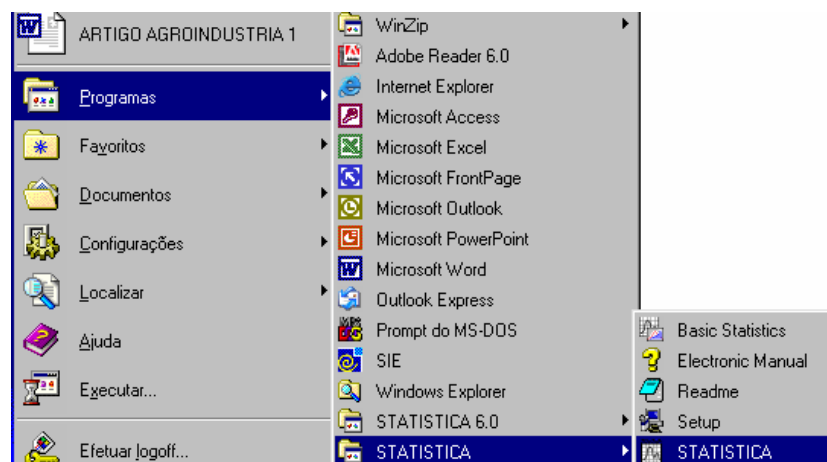 ARTIGO AGROINDUSTRIA 1
Programas
Favoritos
Documentos
Configurações
Localizar
Ajuda
Executar...
Efetuar logoff...
WinZip
Adobe Reader 6.0
Internet Explorer
Microsoft Access
Microsoft Excel
Microsoft FrontPage
Microsoft Outlook
Microsoft PowerPoint
Microsoft Word
Outlook Express
Prompt do MS-DOS
SIE
Windows Explorer
STATISTICA 6.0
STATISTICA
Basic Statistics
Electronic Manual
Readme
Setup
STATISTICA